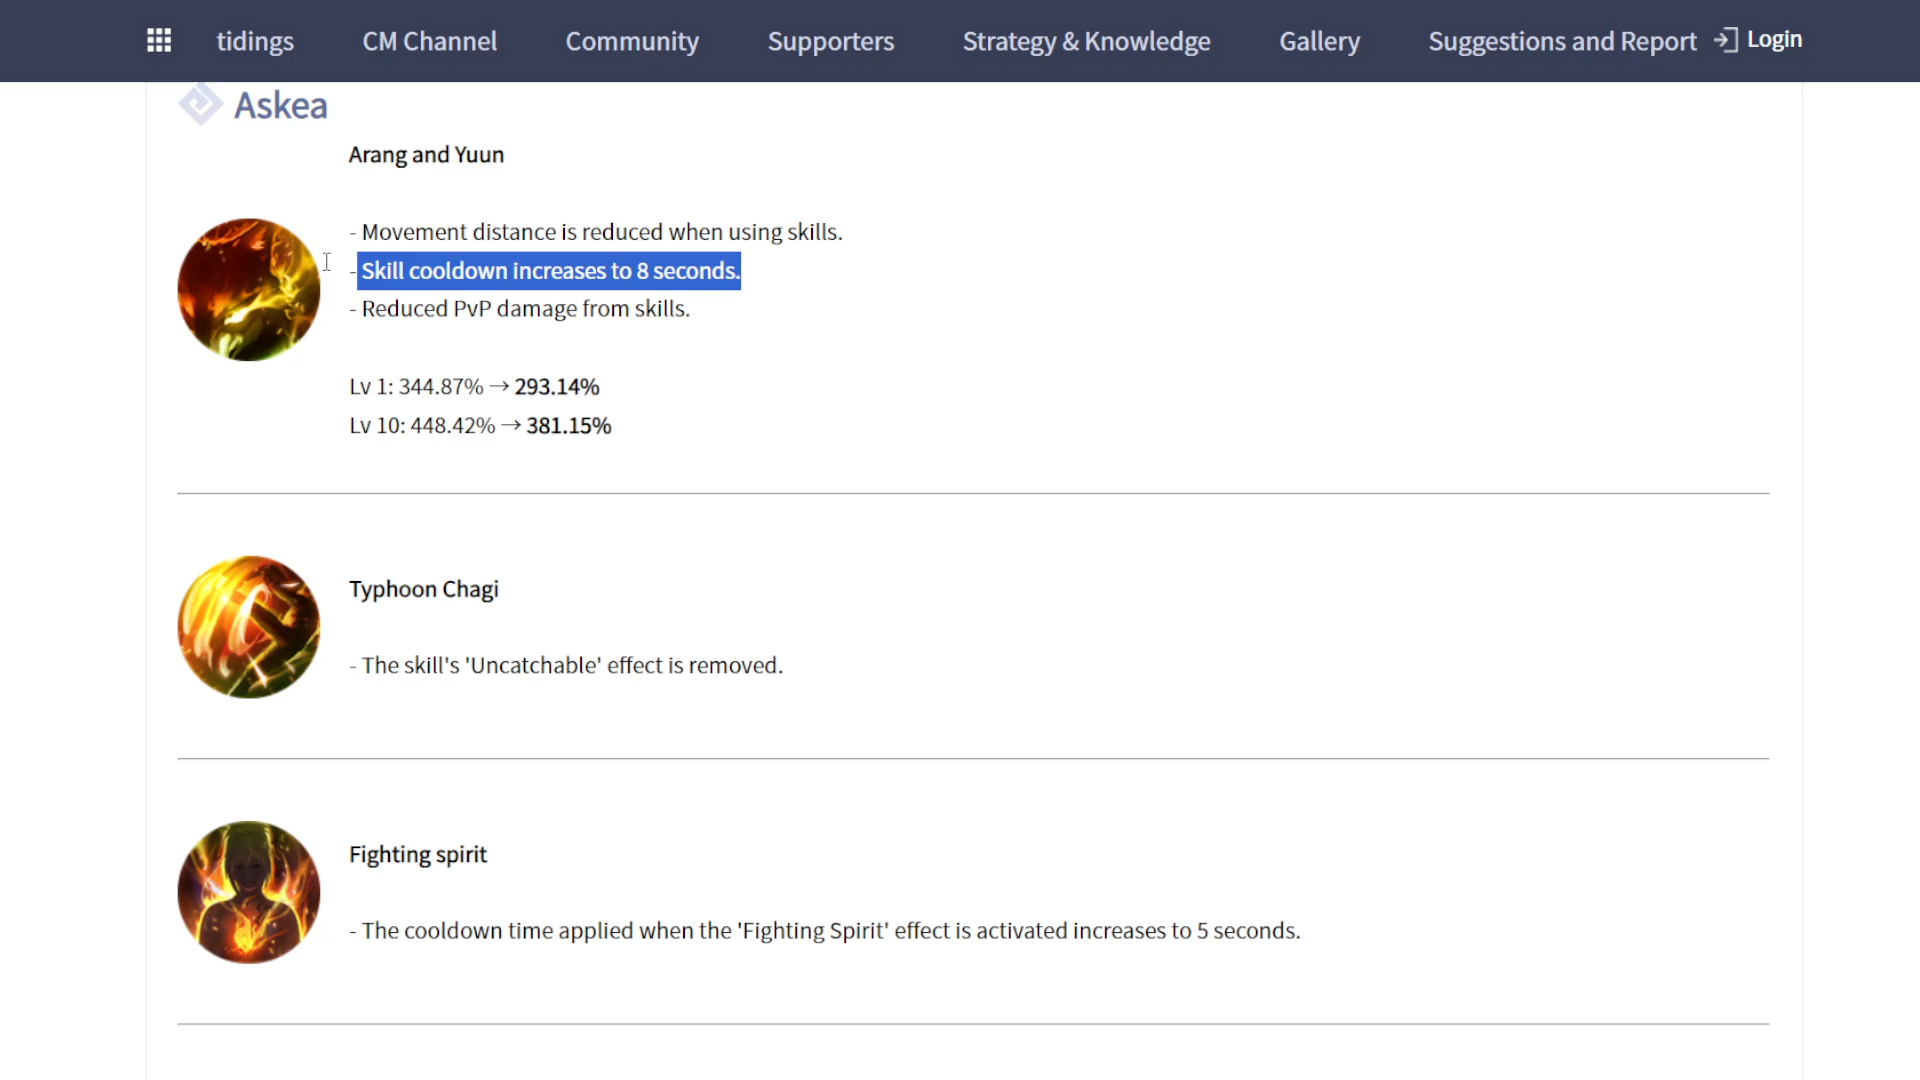 tidings CM Channel Community Supporters Strategy & Knowledge Gallery Suggestions and Report Login
Askea
Arang and Yuun
- Movement distance is reduced when using skills.
- Skill cooldown increases to 8 seconds.
- Reduced PvP damage from skills.
Lv 1: 344.87% → 293.14%
Lv 10: 448.42% → 381.15%
Typhoon Chagi
- The skill's 'Uncatchable' effect is removed.
Fighting spirit
- The cooldown time applied when the 'Fighting Spirit' effect is activated increases to 5 seconds.